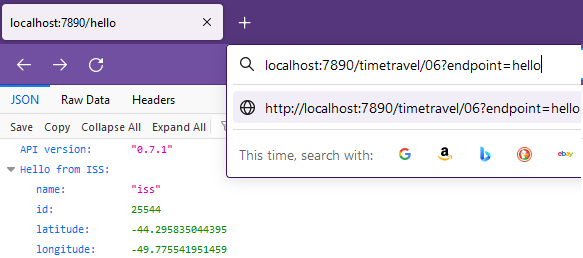 localhost:7890/hello
localhost:7890/timetravel/06?endpoint=hello
http://localhost:7890/timetravel/06?endpoint=hello
This time, search with:
JSON Raw Data Headers
Save Copy Collapse All Expand All
API version: "0.7.1"
Hello from ISS:
name: "iss"
id: 25544
latitude: -44.295835044395
longitude: -49.775541951459